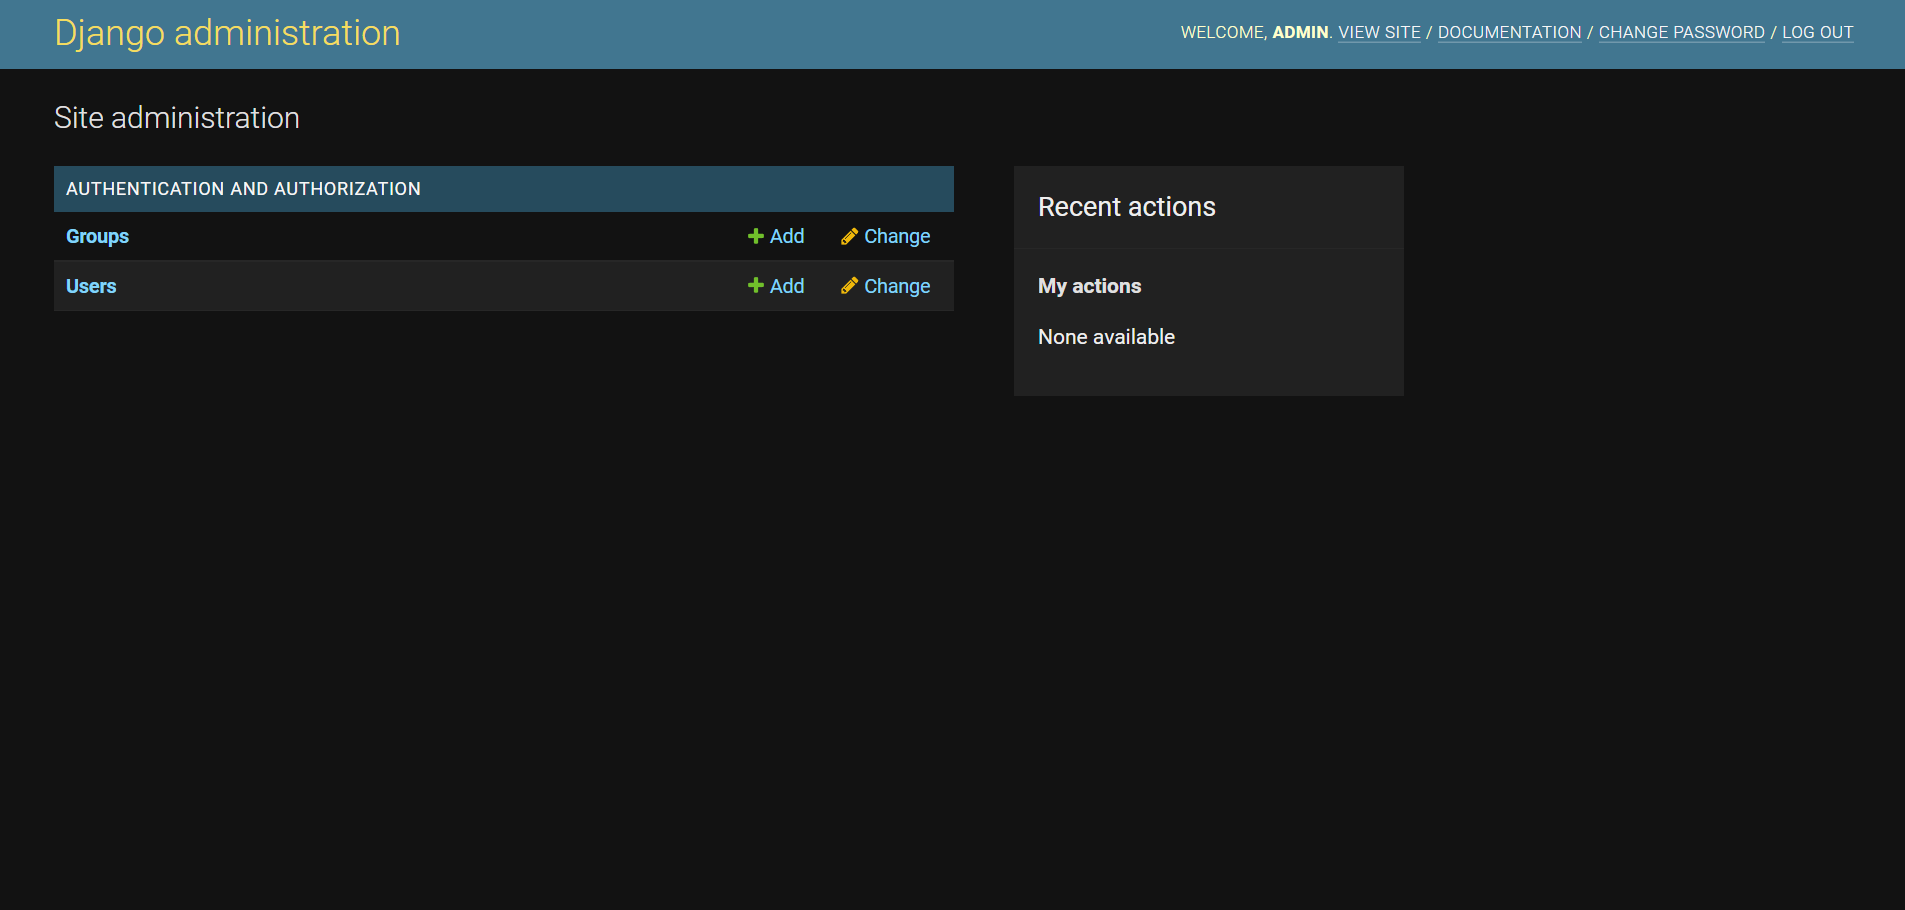 Django administration
WELCOME, ADMIN. VIEW SITE / DOCUMENTATION / CHANGE PASSWORD / LOG OUT
Site administration
AUTHENTICATION AND AUTHORIZATION
Groups Add Change
Users Add Change
Recent actions
My actions
None available